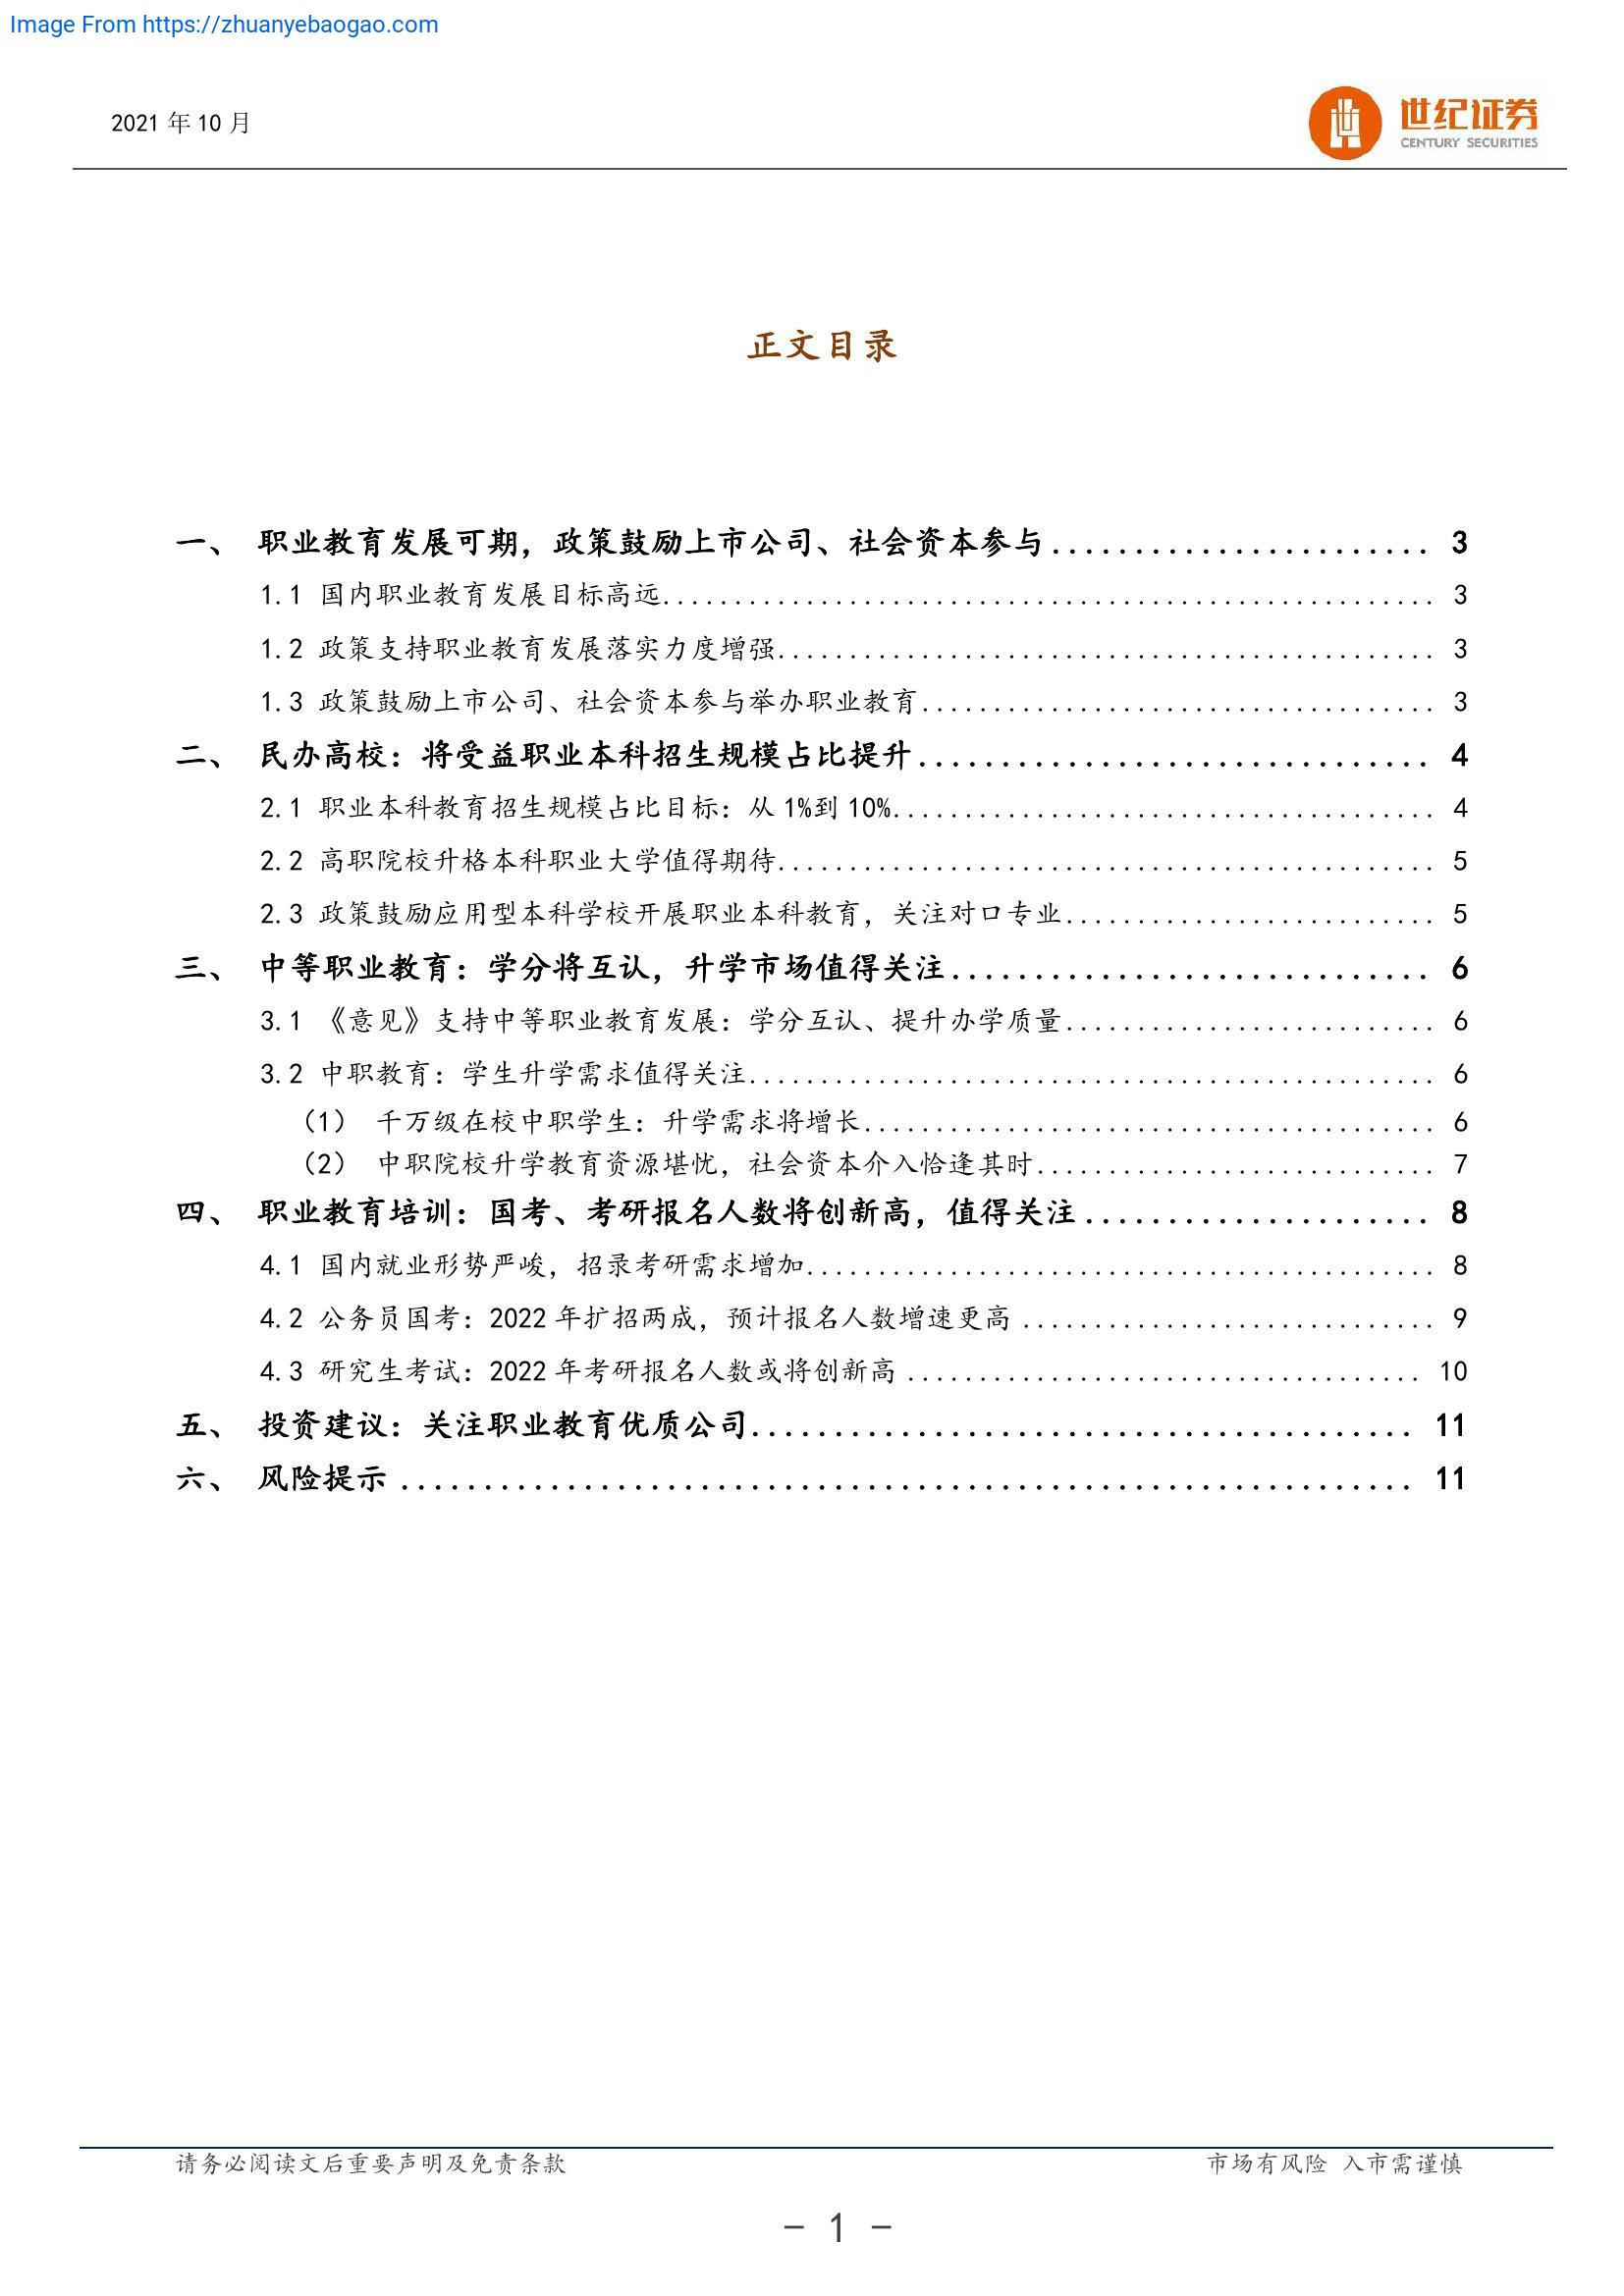 Image From https://zhuanyebaogao.com
2021 年 10 月
世纪证券
CENTURY SECURITIES
正文目录
一、 职业教育发展可期，政策鼓励上市公司、社会资本参与........................ 3
1.1 国内职业教育发展目标高远...................................................... 3
1.2 政策支持职业教育发展落实力度增强.............................................. 3
1.3 政策鼓励上市公司、社会资本参与举办职业教育.................................... 3
二、 民办高校：将受益职业本科招生规模占比提升................................ 4
2.1 职业本科教育招生规模占比目标：从 1%到 10%...................................... 4
2.2 高职院校升格本科职业大学值得期待.............................................. 5
2.3 政策鼓励应用型本科学校开展职业本科教育，关注对口专业.......................... 5
三、 中等职业教育：学分将互认，升学市场值得关注.............................. 6
3.1 《意见》支持中等职业教育发展：学分互认、提升办学质量.......................... 6
3.2 中职教育：学生升学需求值得关注................................................ 6
（1） 千万级在校中职学生：升学需求将增长........................................ 6
（2） 中职院校升学教育资源堪忧，社会资本介入恰逢其时............................ 7
四、 职业教育培训：国考、考研报名人数将创新高，值得关注...................... 8
4.1 国内就业形势严峻，招录考研需求增加............................................ 8
4.2 公务员国考：2022 年扩招两成，预计报名人数增速更高 ............................. 9
4.3 研究生考试：2022 年考研报名人数或将创新高 .................................... 10
五、 投资建议：关注职业教育优质公司......................................... 11
六、 风险提示 .............................................................. 11
请务必阅读文后重要声明及免责条款
市场有风险 入市需谨慎
- 1 -